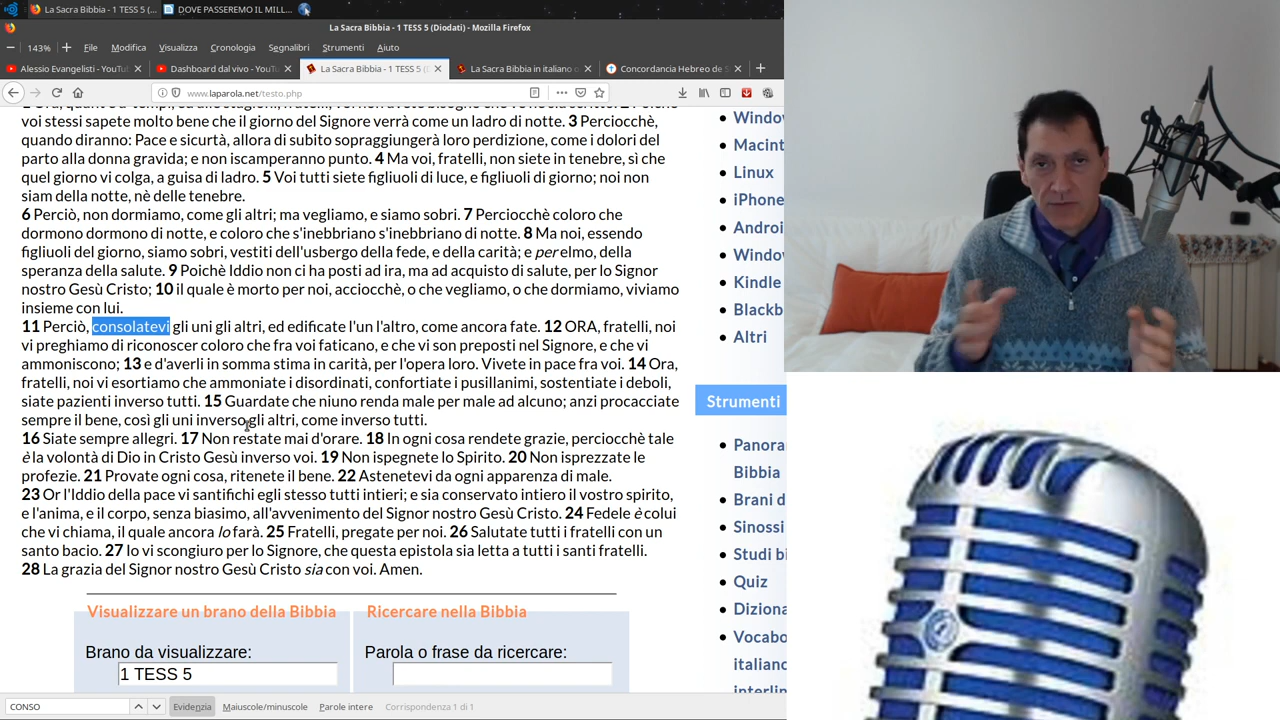 La Sacra Bibbia - 1 TESS 5 (...
DOVE PASSEREMO IL MILL...
La Sacra Bibbia - 1 TESS 5 (Diodati) - Mozilla Firefox
143%
File Modifica Visualizza Cronologia Segnalibri Strumenti Aiuto
Alessio Evangelisti - YouTu
Dashboard dal vivo - YouTu
La Sacra Bibbia - 1 TESS 5 (
La Sacra Bibbia in italiano o
Concordancia Hebreo de S
www.laparola.net/testo.php
voi stessi sapete molto bene che il giorno del Signore verrà come un ladro di notte. 3 Perciocchè,
quando diranno: Pace e sicurtà, allora di subito sopraggiungerà loro perdizione, come i dolori del
parto alla donna gravida; e non iscamperanno punto. 4 Ma voi, fratelli, non siete in tenebre, sì che
quel giorno vi colga, a guisa di ladro. 5 Voi tutti siete figliuoli di luce, e figliuoli di giorno; noi non
siam della notte, nè delle tenebre.
6 Perciò, non dormiamo, come gli altri; ma vegliamo, e siamo sobri. 7 Perciocchè coloro che
dormono dormono di notte, e coloro che s'inebbriano s'inebbriano di notte. 8 Ma noi, essendo
figliuoli del giorno, siamo sobri, vestiti dell'usbergo della fede, e della carità; e per elmo, della
speranza della salute. 9 Poichè Iddio non ci ha posti ad ira, ma ad acquisto di salute, per lo Signor
nostro Gesù Cristo; 10 il quale è morto per noi, acciocchè, o che vegliamo, o che dormiamo, viviamo
insieme con lui.
11 Perciò, consolatevi gli uni gli altri, ed edificate l'un l'altro, come ancora fate. 12 ORA, fratelli, noi
vi preghiamo di riconoscer coloro che fra voi faticano, e che vi son preposti nel Signore, e che vi
ammoniscono; 13 e d'averli in somma stima in carità, per l'opera loro. Vivete in pace fra voi. 14 Ora,
fratelli, noi vi esortiamo che ammoniate i disordinati, confortiate i pusillanimi, sostentiate i deboli,
siate pazienti inverso tutti. 15 Guardate che niuno renda male per male ad alcuno; anzi procacciate
sempre il bene, così gli uni inverso gli altri, come inverso tutti.
16 Siate sempre allegri. 17 Non restate mai d'orare. 18 In ogni cosa rendete grazie, perciocchè tale
è la volontà di Dio in Cristo Gesù inverso voi. 19 Non ispegnete lo Spirito. 20 Non isprezzate le
profezie. 21 Provate ogni cosa, ritenete il bene. 22 Astenetevi da ogni apparenza di male.
23 Or l'Iddio della pace vi santifichi egli stesso tutti intieri; e sia conservato intiero il vostro spirito,
e l'anima, e il corpo, senza biasimo, all'avvenimento del Signor nostro Gesù Cristo. 24 Fedele è colui
che vi chiama, il quale ancora lo farà. 25 Fratelli, pregate per noi. 26 Salutate tutti i fratelli con un
santo bacio. 27 Io vi scongiuro per lo Signore, che questa epistola sia letta a tutti i santi fratelli.
28 La grazia del Signor nostro Gesù Cristo sia con voi. Amen.
Visualizzare un brano della Bibbia
Brano da visualizzare:
1 TESS 5
Ricercare nella Bibbia
Parola o frase da ricercare:
Window
Macint
Linux
iPhone
Androi
Window
Kindle
Blackb
Altri
Strumenti
Panora
Bibbia
Brani d
Sinossi
Studi bi
Quiz
Diziona
Vocabo
italiano
interlin
CONSO
Evidenzia Maiuscole/minuscole Parole intere Corrispondenza 1 di 1